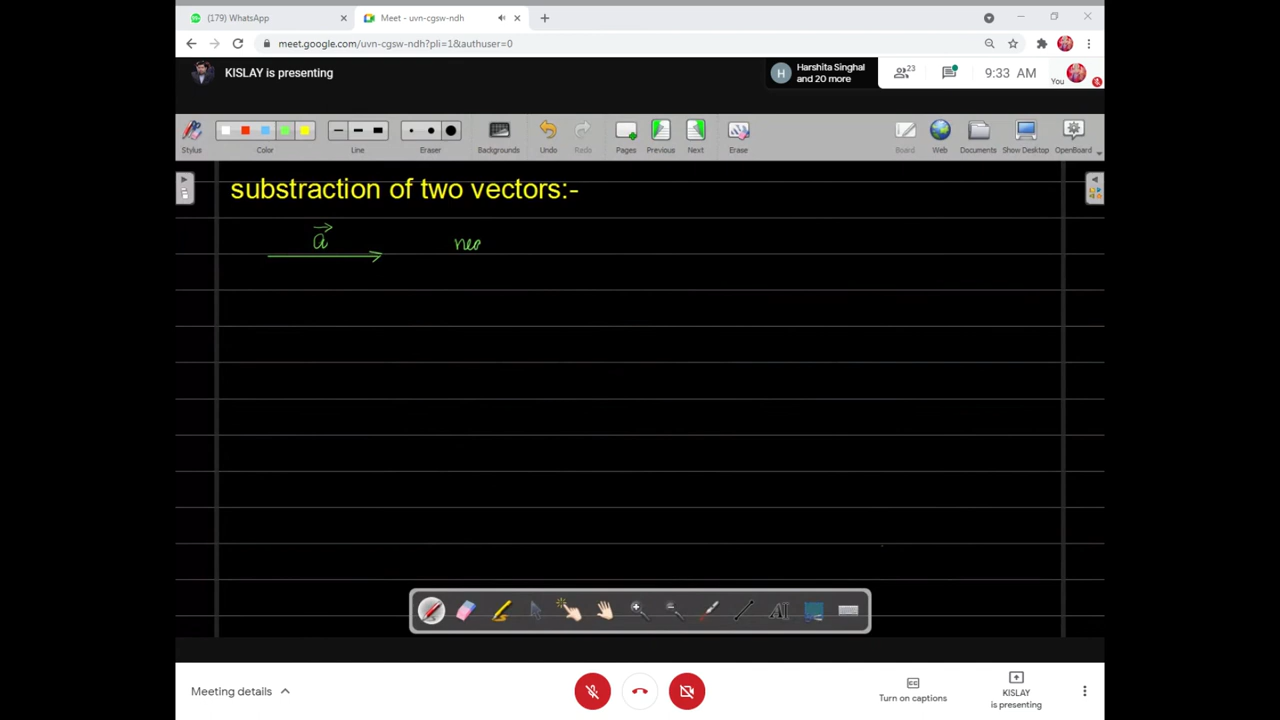 (179) WhatsApp
Meet - uvn-cgsw-ndh
meet.google.com/uvn-cgsw-ndh?pli=1&authuser=0
KISLAY is presenting
H
Harshita Singhal
and 20 more
23
9:33 AM
You
Stylus
Color
Line
Eraser
Backgrounds
Undo
Redo
Pages
Previous
Next
Erase
Board
Web
Documents
Show Desktop
OpenBoard
substraction of two vectors:-
a
Meeting details
Turn on captions
KISLAY
is presenting